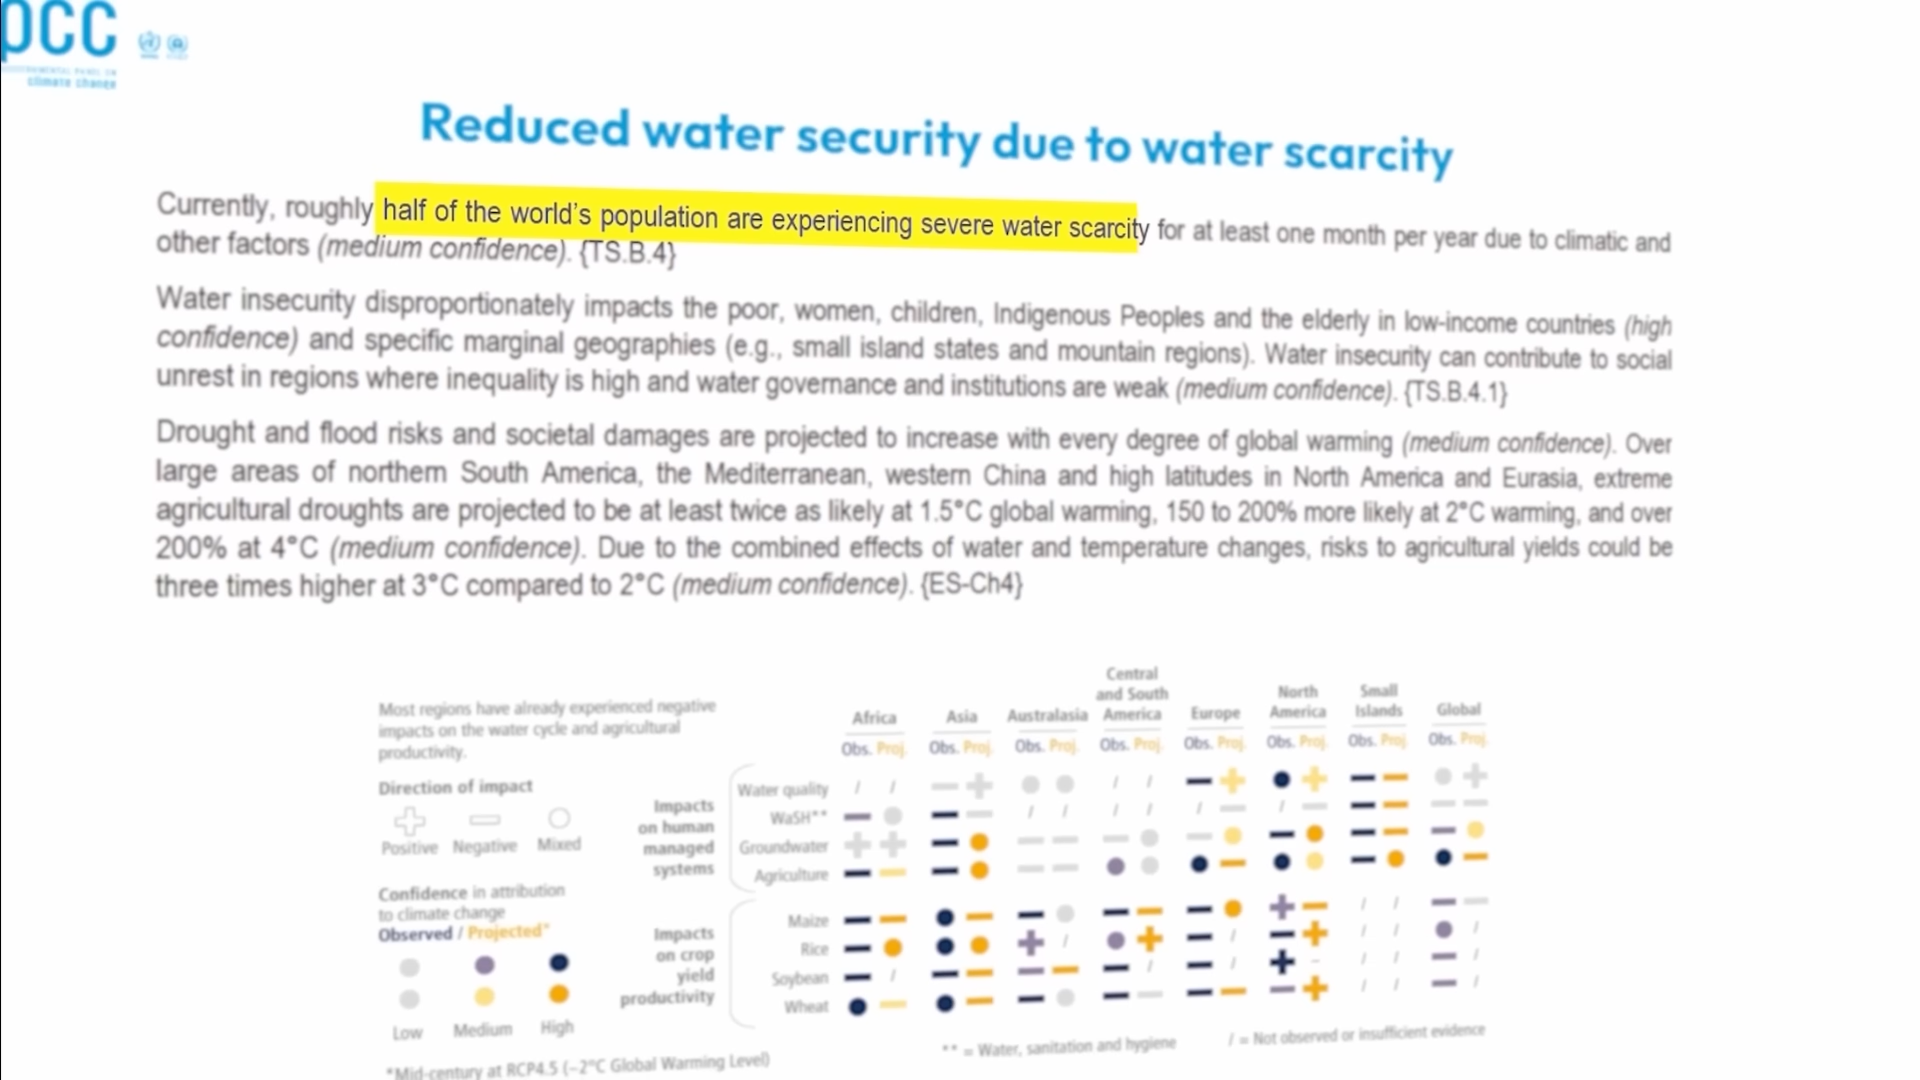 pcc
climate change
Reduced water security due to water scarcity
Currently, roughly half of the world's population are experiencing severe water scarcity for at least one month per year due to climatic and
other factors (medium confidence). {TS.B.4}
Water insecurity disproportionately impacts the poor, women, children, Indigenous Peoples and the elderly in low-income countries (high
confidence) and specific marginal geographies (e.g., small island states and mountain regions). Water insecurity can contribute to social
unrest in regions where inequality is high and water governance and institutions are weak (medium confidence). {TS.B.4.1}
Drought and flood risks and societal damages are projected to increase with every degree of global warming (medium confidence). Over
large areas of northern South America, the Mediterranean, western China and high latitudes in North America and Eurasia, extreme
agricultural droughts are projected to be at least twice as likely at 1.5°C global warming, 150 to 200% more likely at 2°C warming, and over
200% at 4°C (medium confidence). Due to the combined effects of water and temperature changes, risks to agricultural yields could be
three times higher at 3°C compared to 2°C (medium confidence). {ES-Ch4}
Most regions have already experienced negative
impacts on the water cycle and agricultural
productivity.
Direction of impact
Positive Negative Mixed
Confidence in attribution
to climate change
Observed / Projected*
Low Medium High
*Mid-century at RCP4.5 (~2°C Global Warming Level)
Africa Asia Australasia Central and South America Europe North America Small Islands Global
Obs. Proj. Obs. Proj. Obs. Proj. Obs. Proj. Obs. Proj. Obs. Proj. Obs. Proj. Obs. Proj.
Impacts
on human
managed
systems
Water quality / / / /
WaSH** / / / / / /
Groundwater
Agriculture
Impacts
on crop
yield
productivity
Maize / /
Rice / / / / /
Soybean / / / / / /
Wheat / / /
** = Water, sanitation and hygiene
/ = Not observed or insufficient evidence